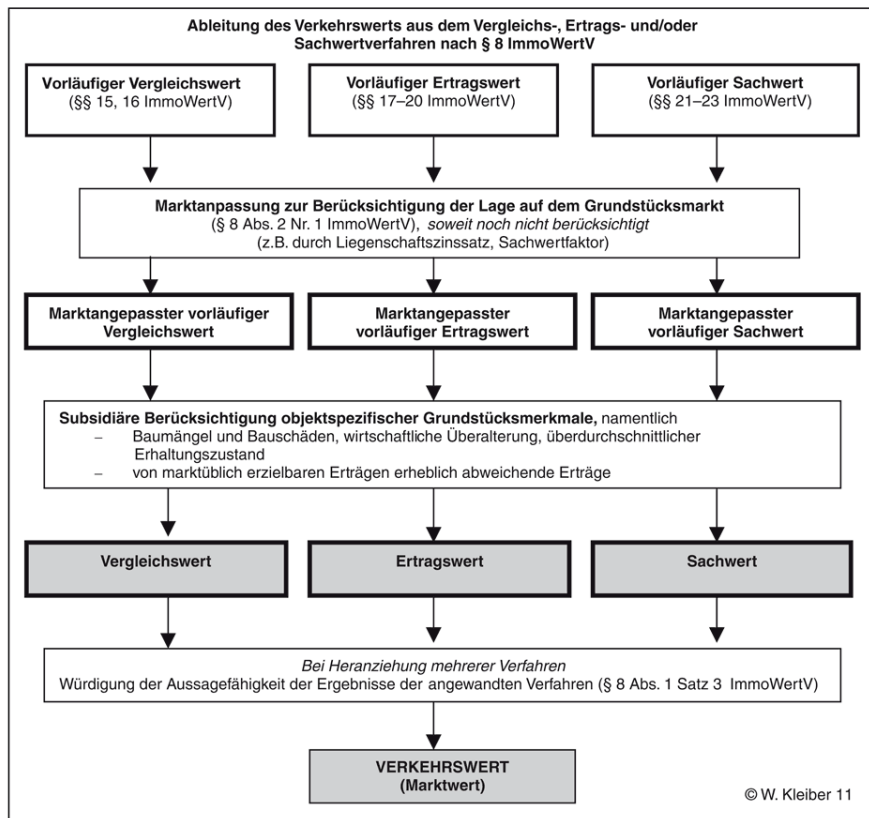 Ableitung des Verkehrswerts aus dem Vergleichs-, Ertrags- und/oder
Sachwertverfahren nach § 8 ImmoWertV
Vorläufiger Vergleichswert
(§§ 15, 16 ImmoWertV)
Vorläufiger Ertragswert
(§§ 17–20 ImmoWertV)
Vorläufiger Sachwert
(§§ 21–23 ImmoWertV)
Marktanpassung zur Berücksichtigung der Lage auf dem Grundstücksmarkt
(§ 8 Abs. 2 Nr. 1 ImmoWertV), soweit noch nicht berücksichtigt
(z.B. durch Liegenschaftszinssatz, Sachwertfaktor)
Marktangepasster vorläufiger
Vergleichswert
Marktangepasster
vorläufiger Ertragswert
Marktangepasster
vorläufiger Sachwert
Subsidiäre Berücksichtigung objektspezifischer Grundstücksmerkmale, namentlich
– Baumängel und Bauschäden, wirtschaftliche Überalterung, überdurchschnittlicher
Erhaltungszustand
– von marktüblich erzielbaren Erträgen erheblich abweichende Erträge
Vergleichswert
Ertragswert
Sachwert
Bei Heranziehung mehrerer Verfahren
Würdigung der Aussagefähigkeit der Ergebnisse der angewandten Verfahren (§ 8 Abs. 1 Satz 3 ImmoWertV)
VERKEHRSWERT
(Marktwert)
© W. Kleiber 11